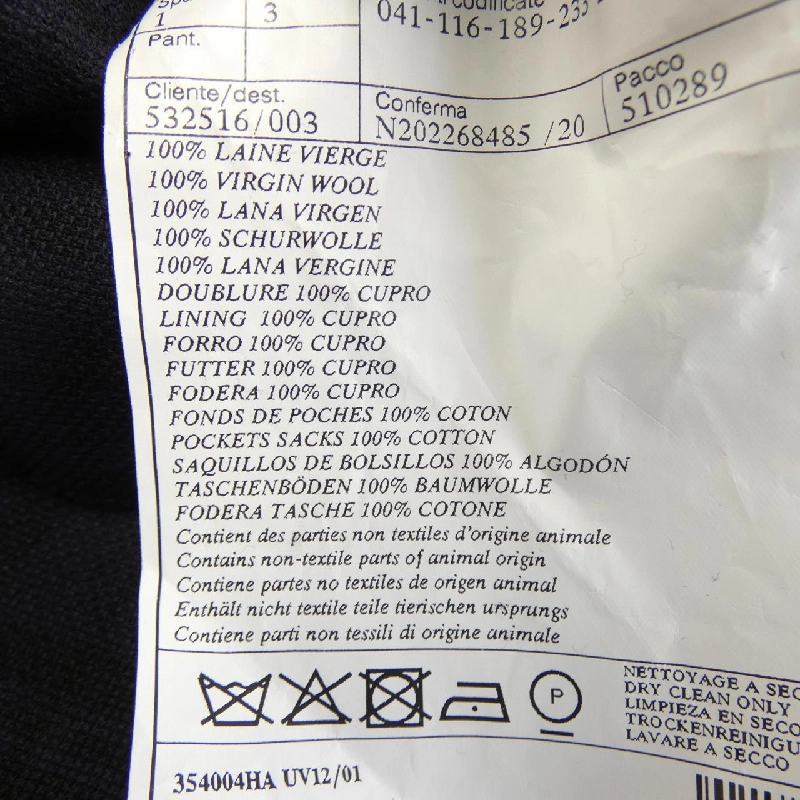 1
3
041-116-189-233
Pant.
Cliente/dest.
532516/003
Conferma
N202268485 /20
Pacco
510289
100% LAINE VIERGE
100% VIRGIN WOOL
100% LANA VIRGEN
100% SCHURWOLLE
100% LANA VERGINE
DOUBLURE 100% CUPRO
LINING 100% CUPRO
FORRO 100% CUPRO
FUTTER 100% CUPRO
FODERA 100% CUPRO
FONDS DE POCHES 100% COTON
POCKETS SACKS 100% COTTON
SAQUILLOS DE BOLSILLOS 100% ALGODÓN
TASCHENBÖDEN 100% BAUMWOLLE
FODERA TASCHE 100% COTONE
Contient des parties non textiles d'origine animale
Contains non-textile parts of animal origin
Contiene partes no textiles de origen animal
Enthält nicht textile teile tierischen ursprungs
Contiene parti non tessili di origine animale
P
NETTOYAGE A SEC
DRY CLEAN ONLY
LIMPIEZA EN SECO
TROCKENREINIGU
LAVARE A SECCO
354004HA UV12/01